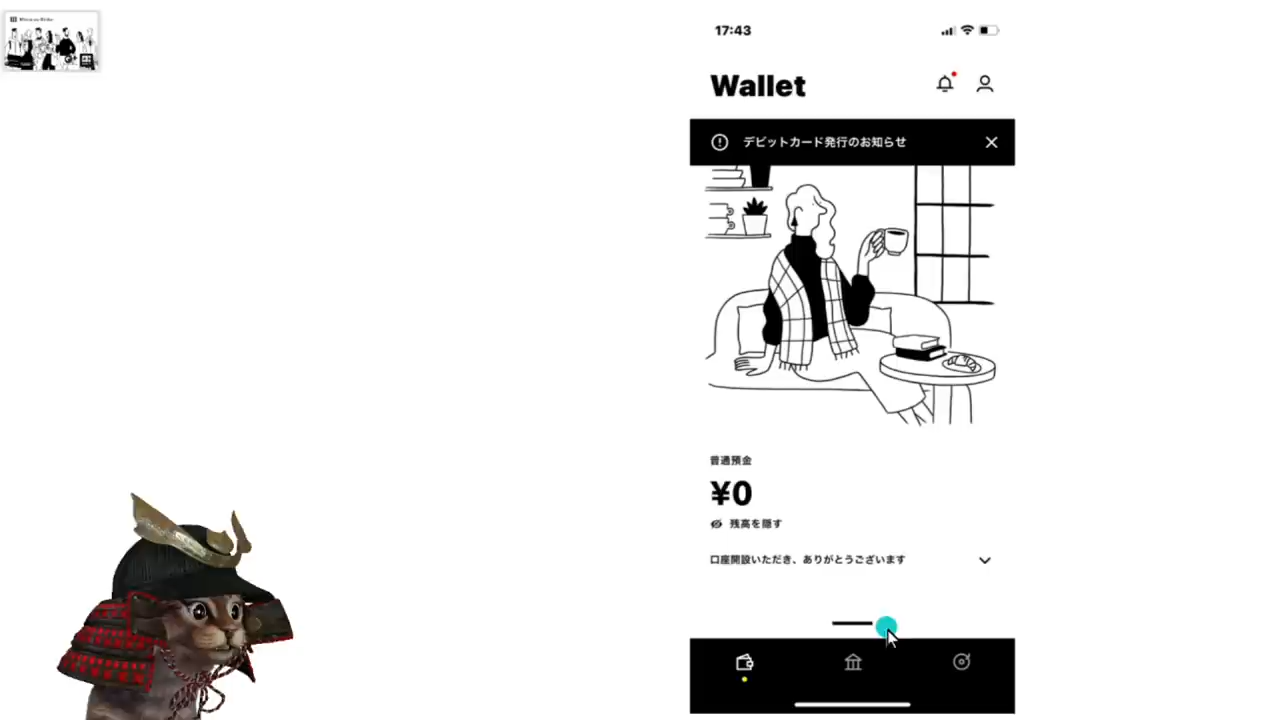 17:43
Wallet
デビットカード発行のお知らせ
普通預金
¥0
残高を隠す
口座開設いただき、ありがとうございます